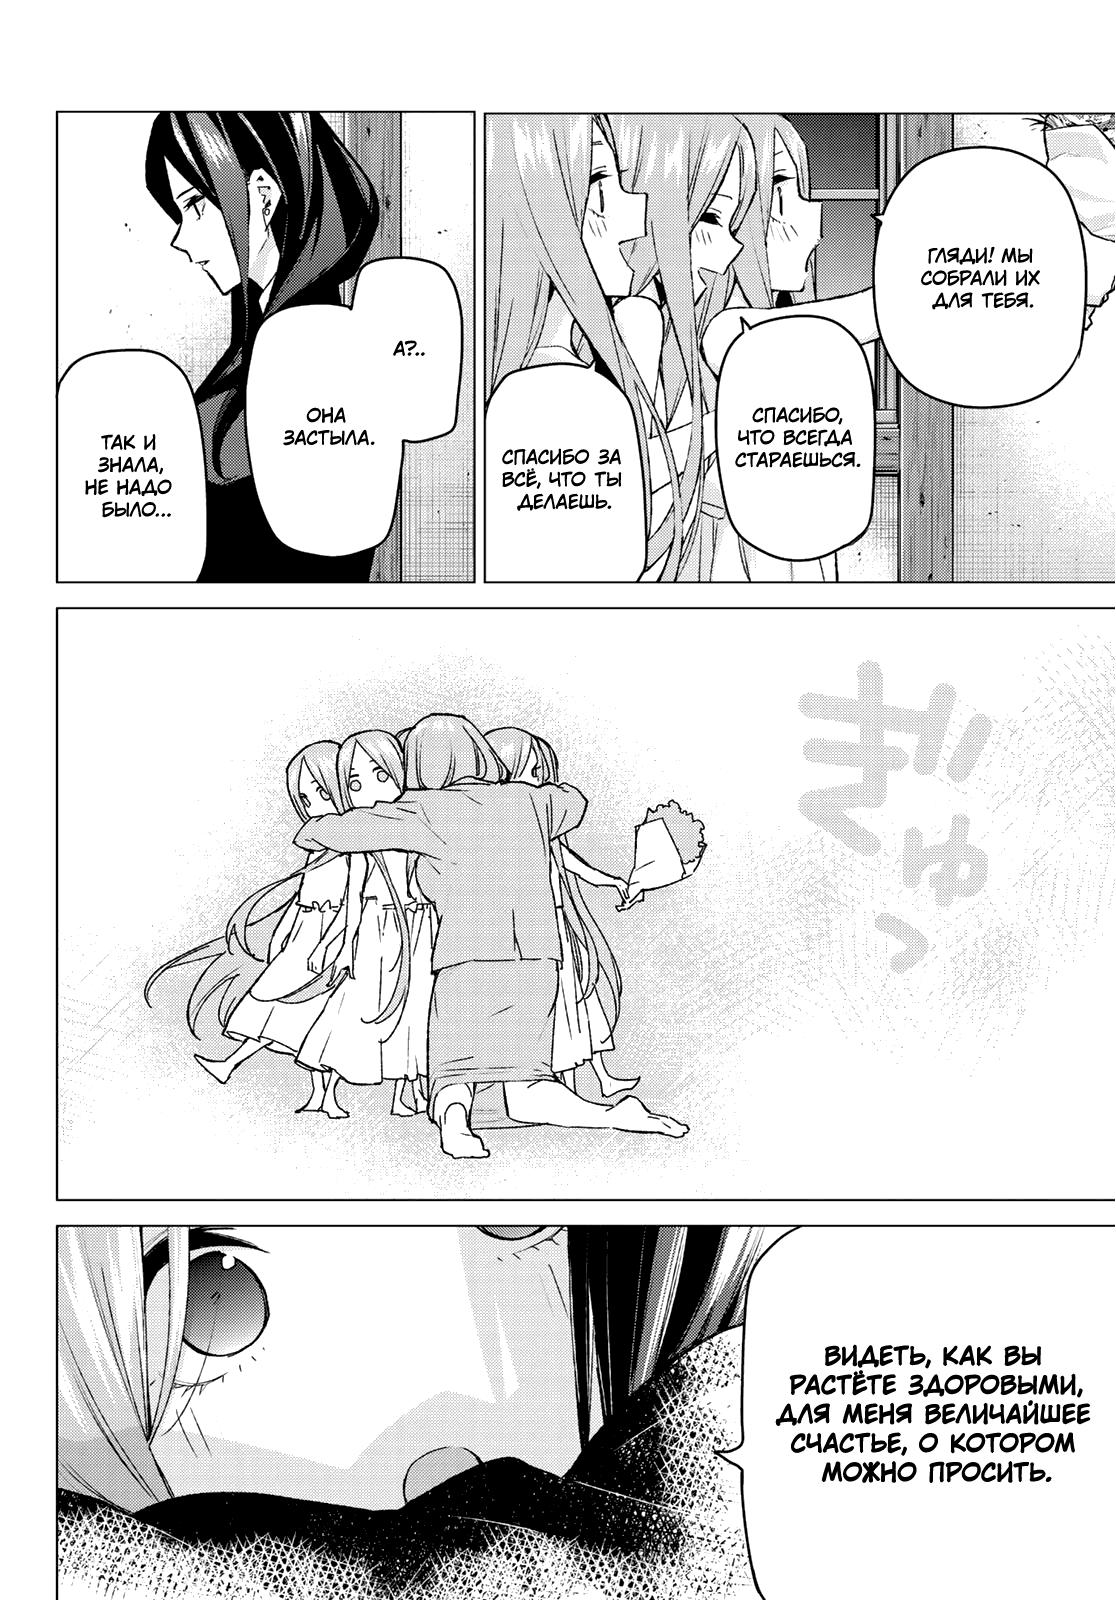 ГЛЯДИ! МЫ
СОБРАЛИ ИХ
ДЛЯ ТЕБЯ.
СПАСИБО,
ЧТО ВСЕГДА
СТАРАЕШЬСЯ.
СПАСИБО ЗА
ВСЁ, ЧТО ТЫ
ДЕЛАЕШЬ.
А?..
ОНА
ЗАСТЫЛА.
ТАК И
ЗНАЛА,
НЕ НАДО
БЫЛО...
ぎゅっ
ВИДЕТЬ, КАК ВЫ
РАСТЁТЕ ЗДОРОВЫМИ,
ДЛЯ МЕНЯ ВЕЛИЧАЙШЕЕ
СЧАСТЬЕ, О КОТОРОМ
МОЖНО ПРОСИТЬ.